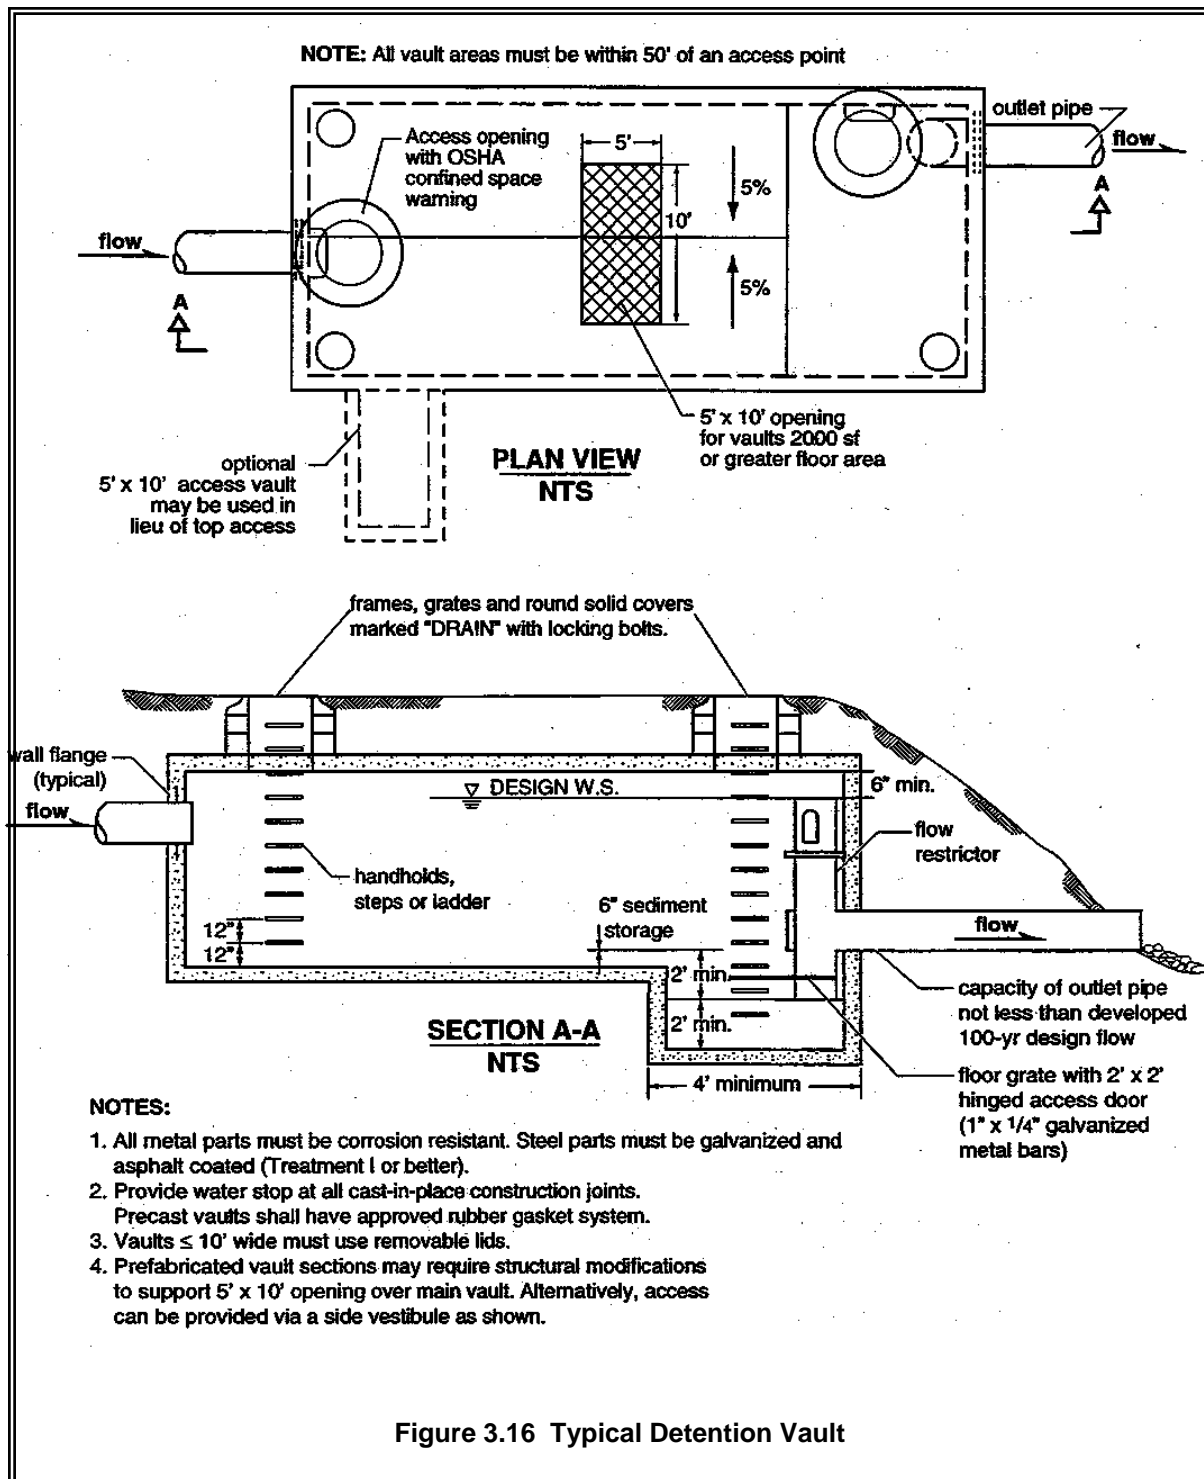 NOTE: All vault areas must be within 50' of an access point
outlet pipe
flow
A
Access opening
with OSHA
confined space
warning
5'
10'
5%
5%
flow
A
5' x 10' opening
for vaults 2000 sf
or greater floor area
optional
5' x 10' access vault
may be used in
lieu of top access
PLAN VIEW
NTS
frames, grates and round solid covers
marked "DRAIN" with locking bolts.
wall flange
(typical)
flow
DESIGN W.S.
6" min.
flow
restrictor
handholds,
steps or ladder
12"
12"
6" sediment
storage
flow
2' min.
2' min.
capacity of outlet pipe
not less than developed
100-yr design flow
SECTION A-A
NTS
4' minimum
floor grate with 2' x 2'
hinged access door
(1" x 1/4" galvanized
metal bars)
NOTES:
1. All metal parts must be corrosion resistant. Steel parts must be galvanized and
asphalt coated (Treatment I or better).
2. Provide water stop at all cast-in-place construction joints.
Precast vaults shall have approved rubber gasket system.
3. Vaults ≤ 10' wide must use removable lids.
4. Prefabricated vault sections may require structural modifications
to support 5' x 10' opening over main vault. Alternatively, access
can be provided via a side vestibule as shown.
Figure 3.16 Typical Detention Vault